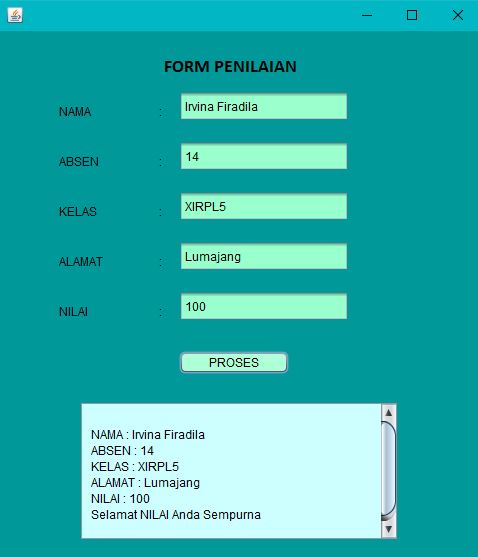 FORM PENILAIAN
NAMA : Irvina Firadila
ABSEN : 14
KELAS : XIRPL5
ALAMAT : Lumajang
NILAI : 100
PROSES
NAMA : Irvina Firadila
ABSEN : 14
KELAS : XIRPL5
ALAMAT : Lumajang
NILAI : 100
Selamat NILAI Anda Sempurna